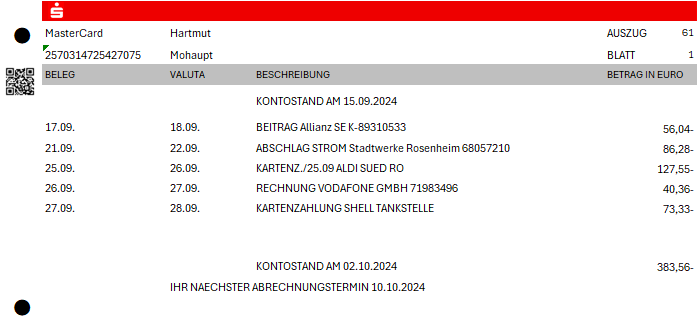 MasterCard Hartmut AUSZUG 61
2570314725427075 Mohaupt BLATT 1
BELEG VALUTA BESCHREIBUNG BETRAG IN EURO
KONTOSTAND AM 15.09.2024
17.09. 18.09. BEITRAG Allianz SE K-89310533 56,04-
21.09. 22.09. ABSCHLAG STROM Stadtwerke Rosenheim 68057210 86,28-
25.09. 26.09. KARTENZ./25.09 ALDI SUED RO 127,55-
26.09. 27.09. RECHNUNG VODAFONE GMBH 71983496 40,36-
27.09. 28.09. KARTENZAHLUNG SHELL TANKSTELLE 73,33-
KONTOSTAND AM 02.10.2024 383,56-
IHR NAECHSTER ABRECHNUNGSTERMIN 10.10.2024